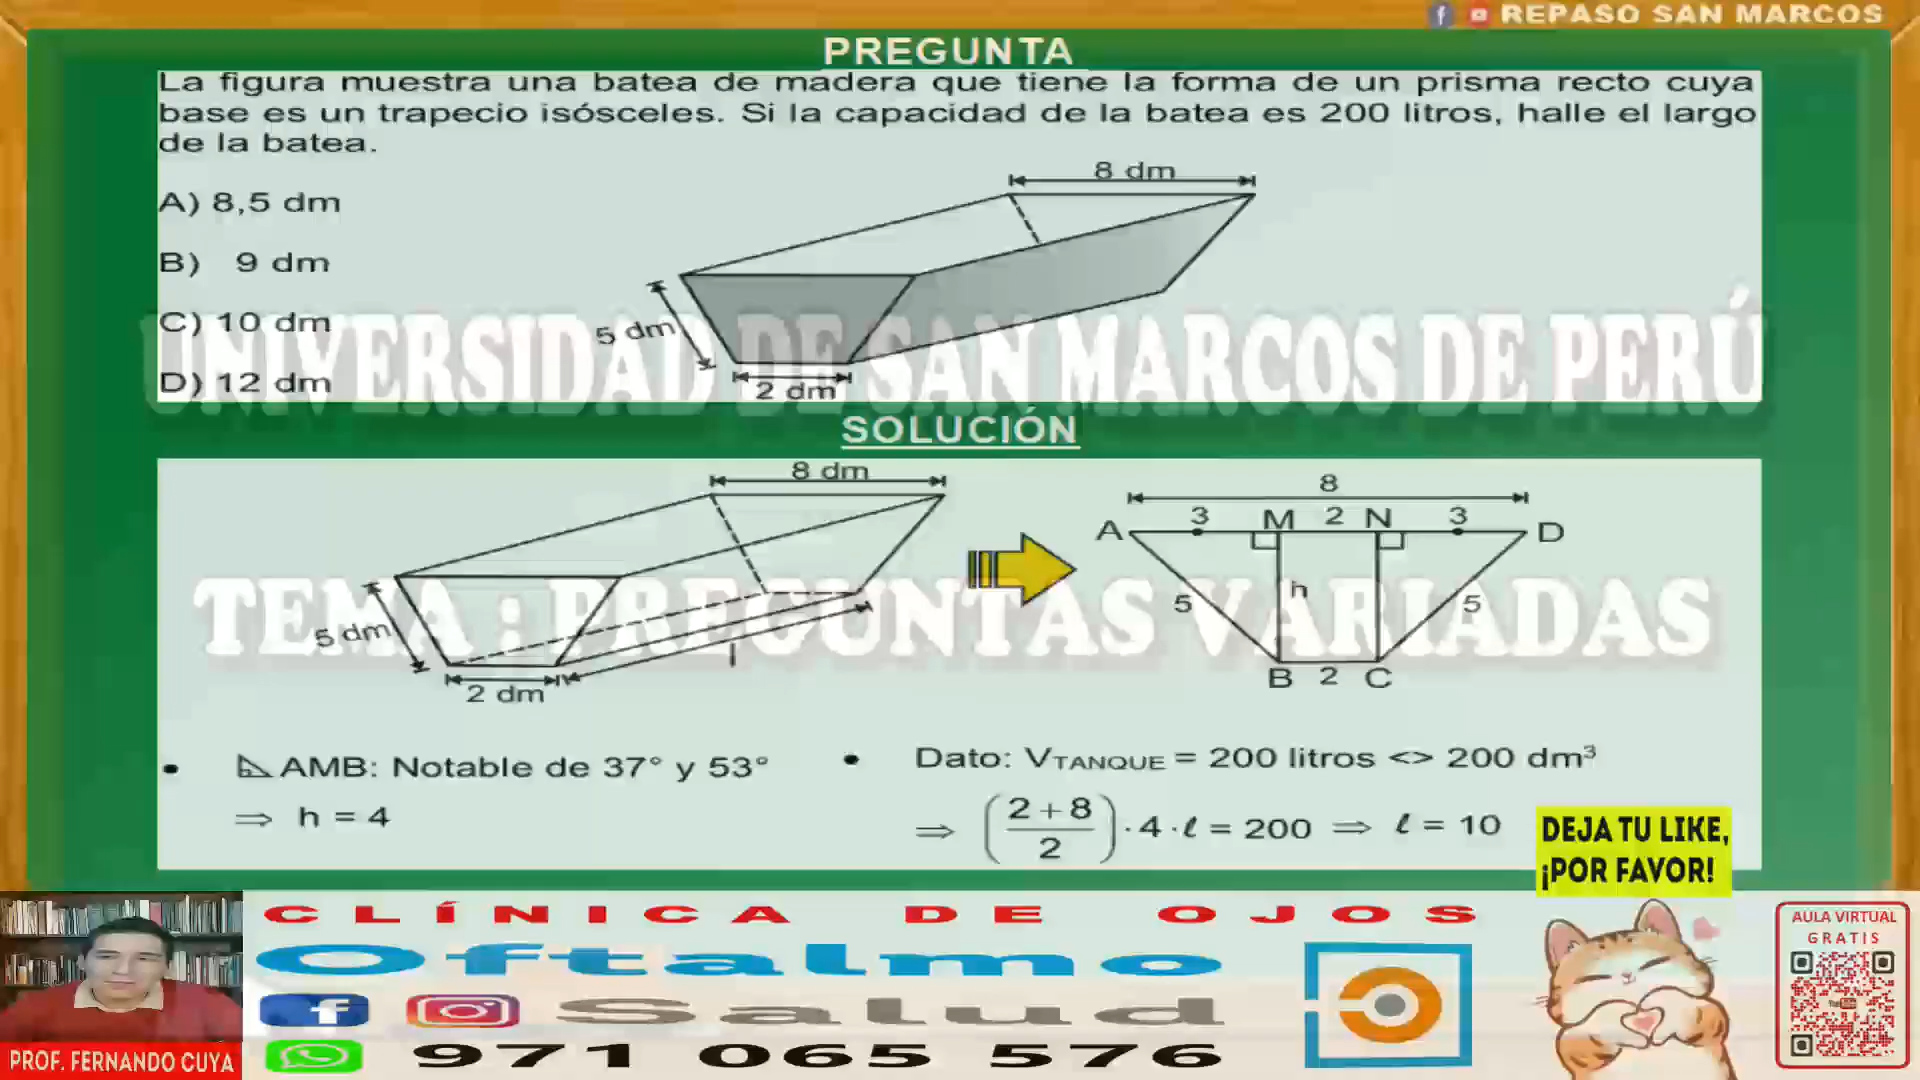 REPASO SAN MARCOS
PREGUNTA
La figura muestra una batea de madera que tiene la forma de un prisma recto cuya
base es un trapecio isósceles. Si la capacidad de la batea es 200 litros, halle el largo
de la batea.
A) 8,5 dm
B) 9 dm
C) 10 dm
D) 12 dm
8 dm
5 dm
2 dm
UNIVERSIDAD DE SAN MARCOS DE PERÚ
SOLUCIÓN
8 dm
5 dm
2 dm
l
8
A 3 M 2 N 3 D
5 h 5
B 2 C
TEMA : PREGUNTAS VARIADAS
• ⊿AMB: Notable de 37° y 53°
⇒ h = 4
• Dato: VTANQUE = 200 litros <> 200 dm³
⇒ ((2 + 8)/2) · 4 · ℓ = 200 ⇒ ℓ = 10
DEJA TU LIKE,
¡POR FAVOR!
CLÍNICA DE OJOS
Oftalmo
Salud
971 065 576
PROF. FERNANDO CUYA
AULA VIRTUAL
GRATIS